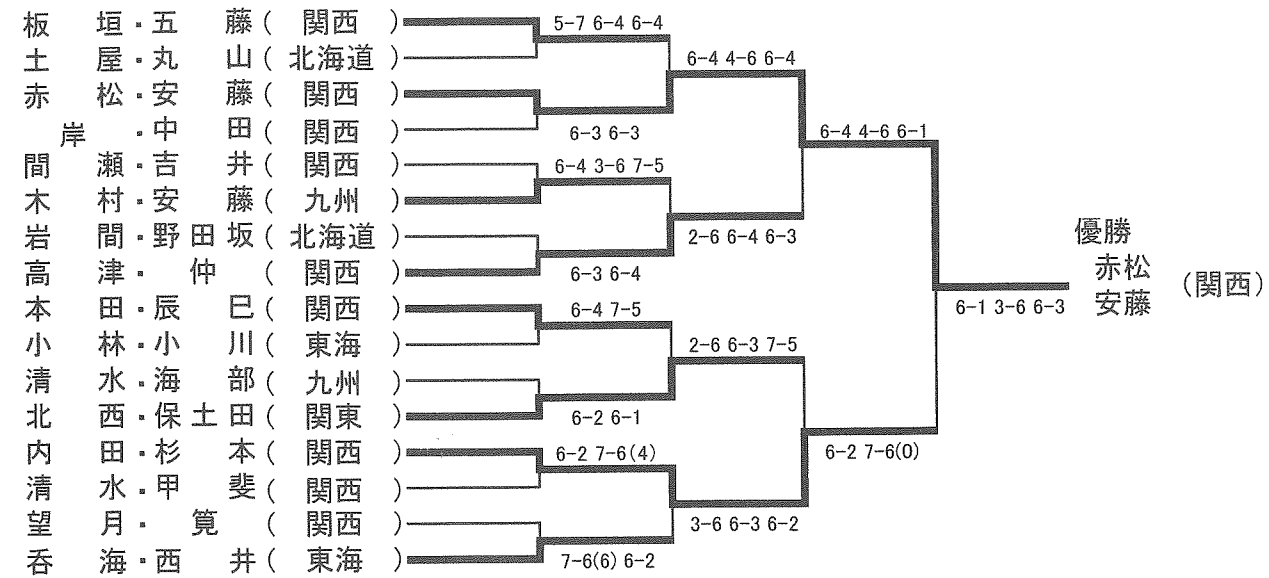 板垣・五藤(関西)
土屋・丸山(北海道)
赤松・安藤(関西)
岸・中田(関西)
間瀬・吉井(関西)
木村・安藤(九州)
岩間・野田坂(北海道)
高津・仲(関西)
本田・辰巳(関西)
小林・小川(東海)
清水・海部(九州)
北西・保土田(関東)
内田・杉本(関西)
清水・甲斐(関西)
望月・筧(関西)
呑海・西井(東海)
5-7 6-4 6-4
6-3 6-3
6-4 3-6 7-5
6-3 6-4
6-4 7-5
6-2 6-1
6-2 7-6(4)
7-6(6) 6-2
6-4 4-6 6-4
2-6 6-4 6-3
2-6 6-3 7-5
3-6 6-3 6-2
6-4 4-6 6-1
6-2 7-6(0)
6-1 3-6 6-3
優勝
赤松
安藤
(関西)